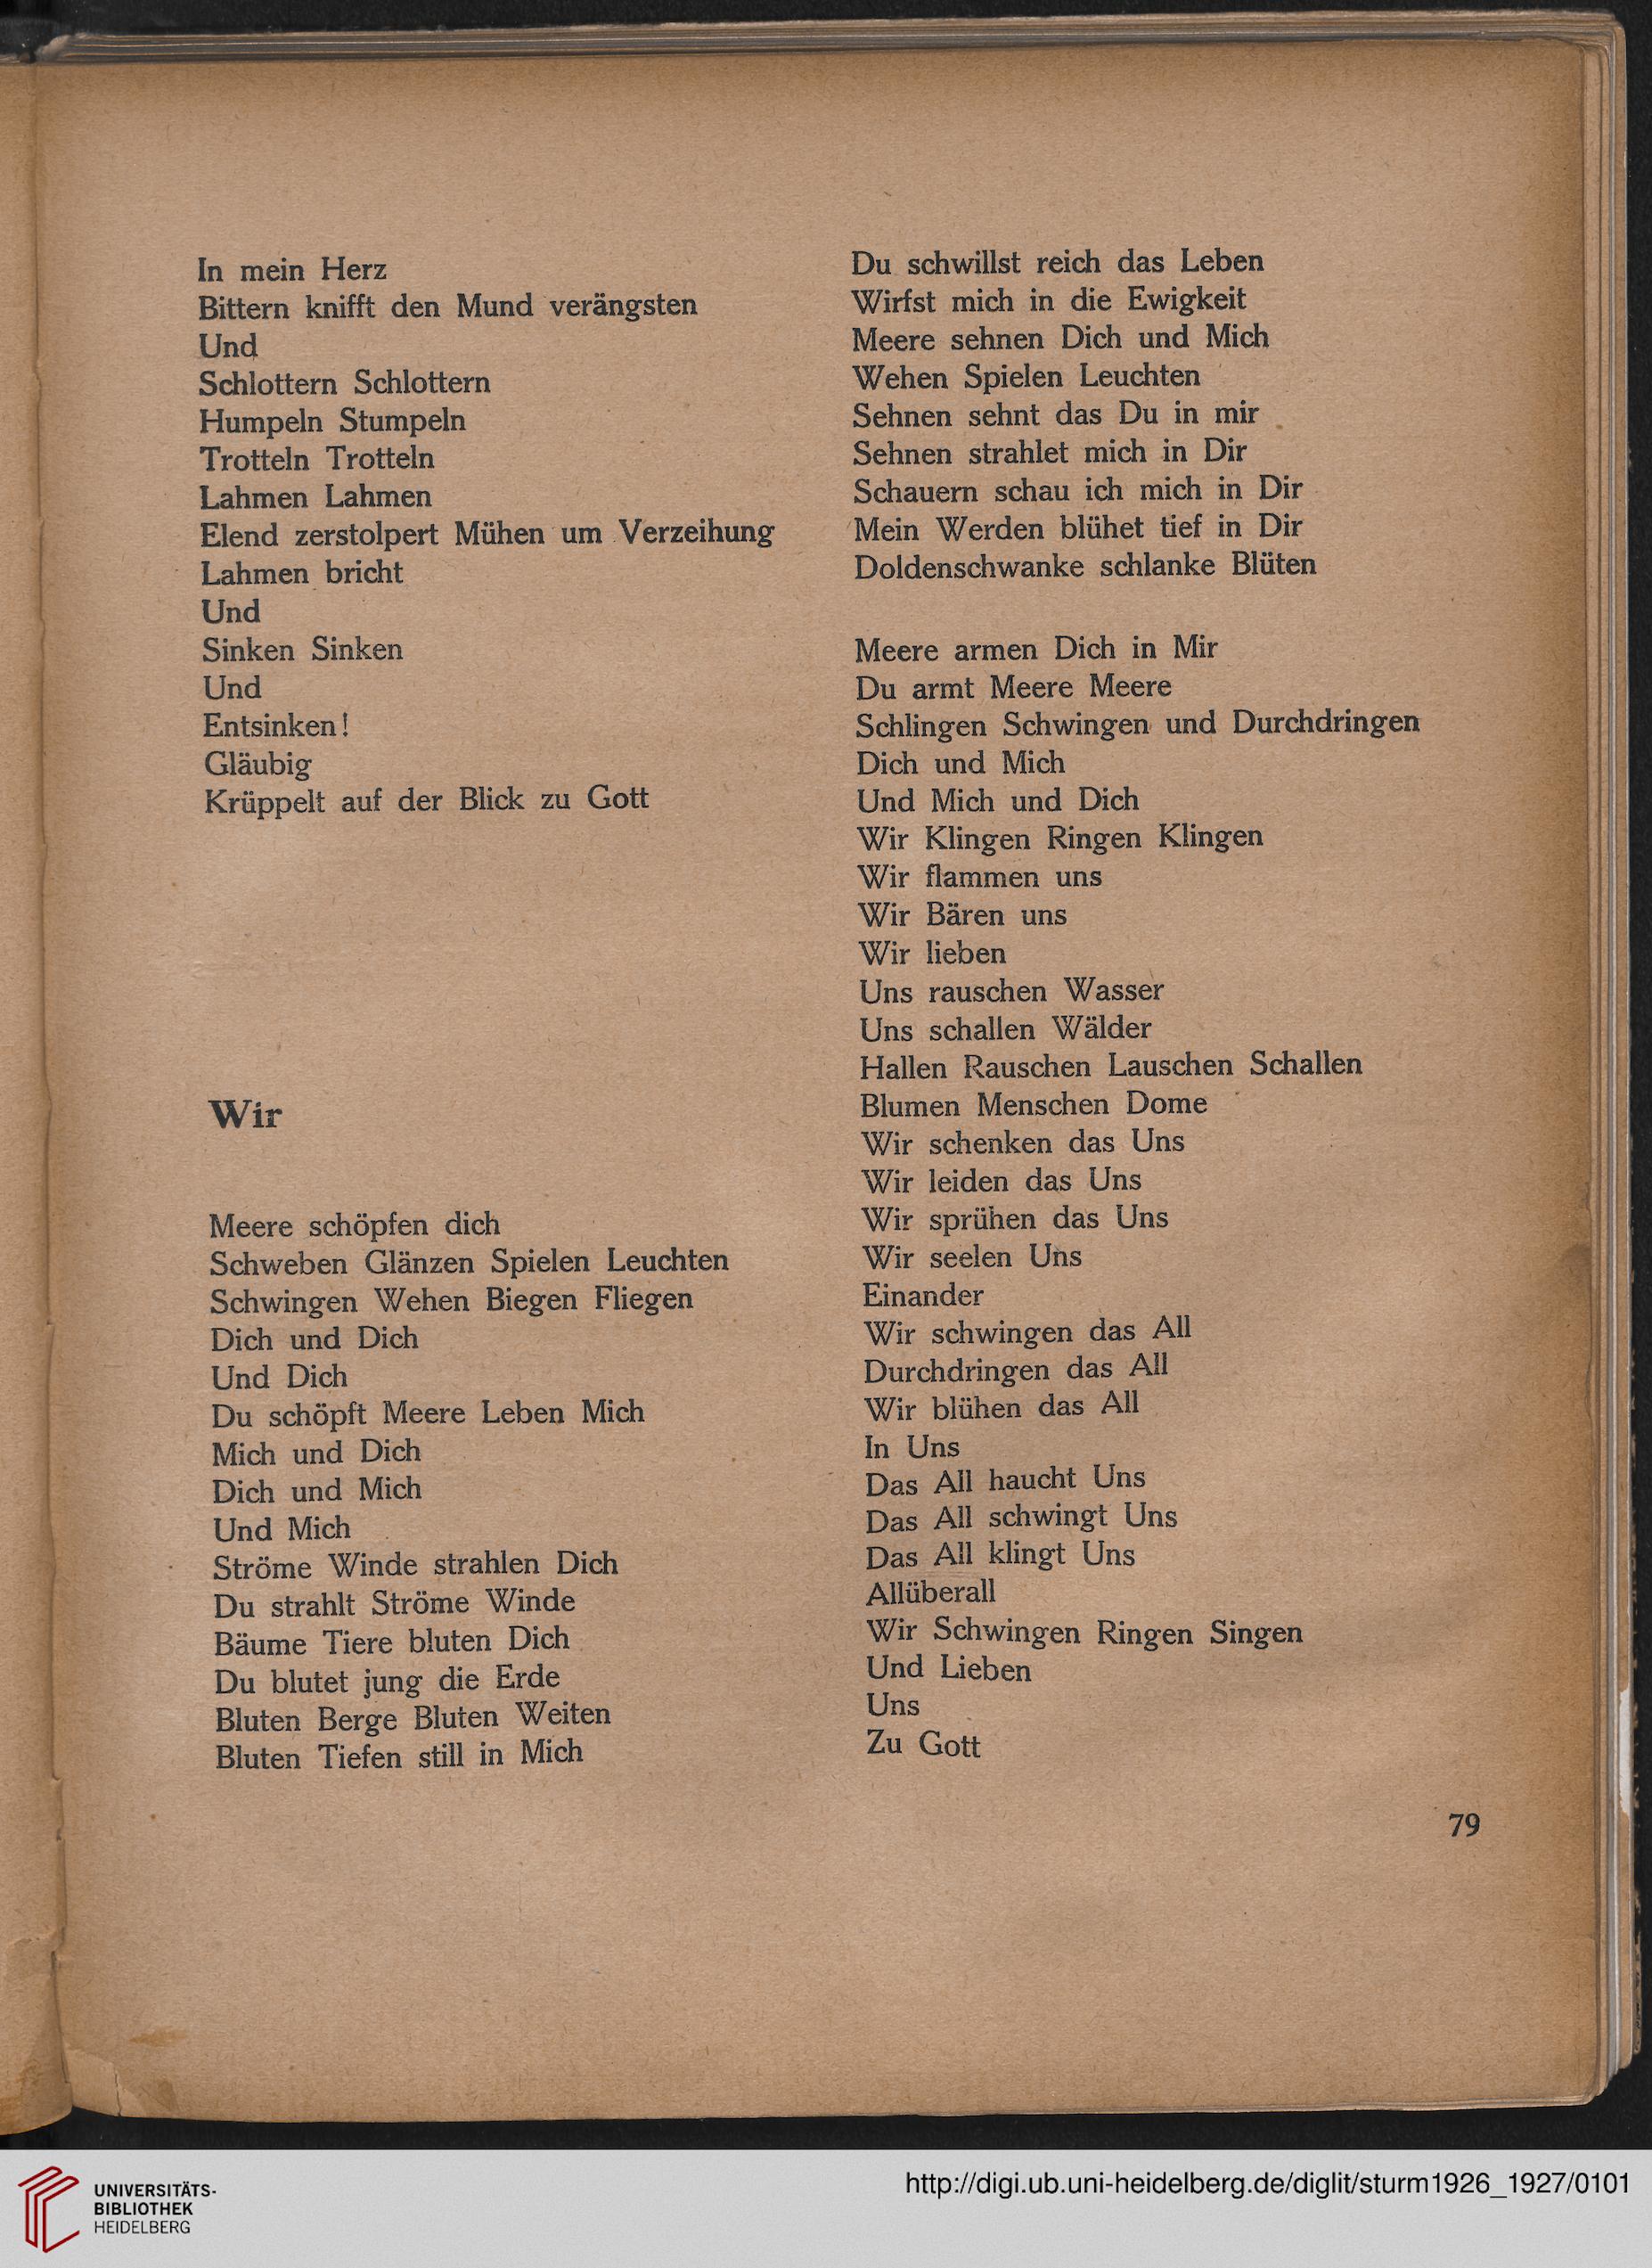 In mein Herz
Bittern knifft den Mund verängsten
Und
Schlottern Schlottern
Humpeln Stumpeln
Trotteln Trotteln
Lahmen Lahmen
Elend zerstolpert Mühen um Verzeihung
Lahmen bricht
Und
Sinken Sinken
Und
Entsinken!
Gläubig
Krüppelt auf der Blick zu Gott
Wir
Meere schöpfen dich
Schweben Glänzen Spielen Leuchten
Schwingen Wehen Biegen Fliegen
Dich und Dich
Und Dich
Du schöpft Meere Leben Mich
Mich und Dich
Dich und Mich
Und Mich
Ströme Winde strahlen Dich
Du strahlt Ströme Winde
Bäume Tiere bluten Dich
Du blutet jung die Erde
Bluten Berge Bluten Weiten
Bluten Tiefen still in Mich
Du schwillst reich das Leben
Wirfst mich in die Ewigkeit
Meere sehnen Dich und Mich
Wehen Spielen Leuchten
Sehnen sehnt das Du in mir
Sehnen strahlet mich in Dir
Schauern schau ich mich in Dir
Mein Werden blühet tief in Dir
Doldenschwanke schlanke Blüten
Meere armen Dich in Mir
Du armt Meere Meere
Schlingen Schwingen und Durchdringen
Dich und Mich
Und Mich und Dich
Wir Klingen Ringen Klingen
Wir flammen uns
Wir Bären uns
Wir lieben
Uns rauschen Wasser
Uns schallen Wälder
Hallen Rauschen Lauschen Schallen
Blumen Menschen Dome
Wir schenken das Uns
Wir leiden das Uns
Wir sprühen das Uns
Wir seelen Uns
Einander
Wir schwingen das All
Durchdringen das All
Wir blühen das All
In Uns
Das All haucht Uns
Das All schwingt Uns
Das All klingt Uns
Allüberall
Wir Schwingen Ringen Singen
Und Lieben
Uns
Zu Gott
79
UNIVERSITÄTS-
BIBLIOTHEK
HEIDELBERG
http://digi.ub.uni-heidelberg.de/diglit/sturm1926_1927/0101